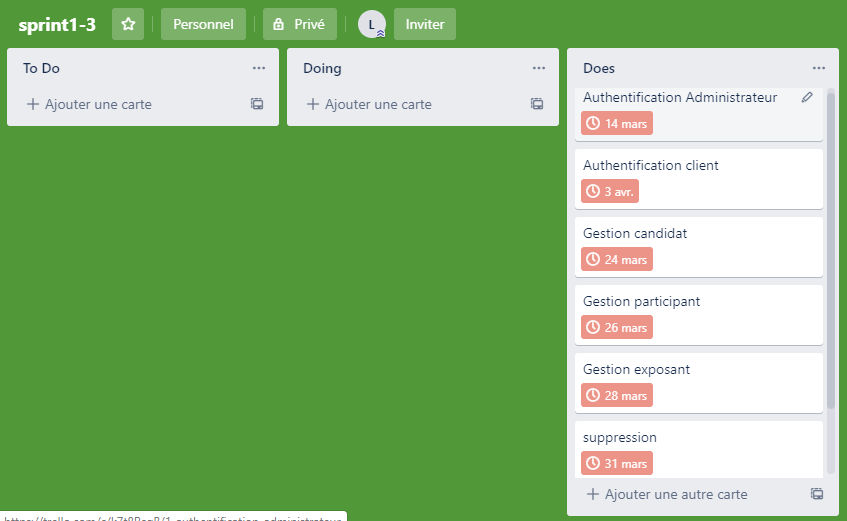 sprint1-3
Personnel
Privé
L
Inviter
To Do
Ajouter une carte
Doing
Ajouter une carte
Does
Authentification Administrateur
14 mars
Authentification client
3 avr.
Gestion candidat
24 mars
Gestion participant
26 mars
Gestion exposant
28 mars
suppression
31 mars
Ajouter une autre carte